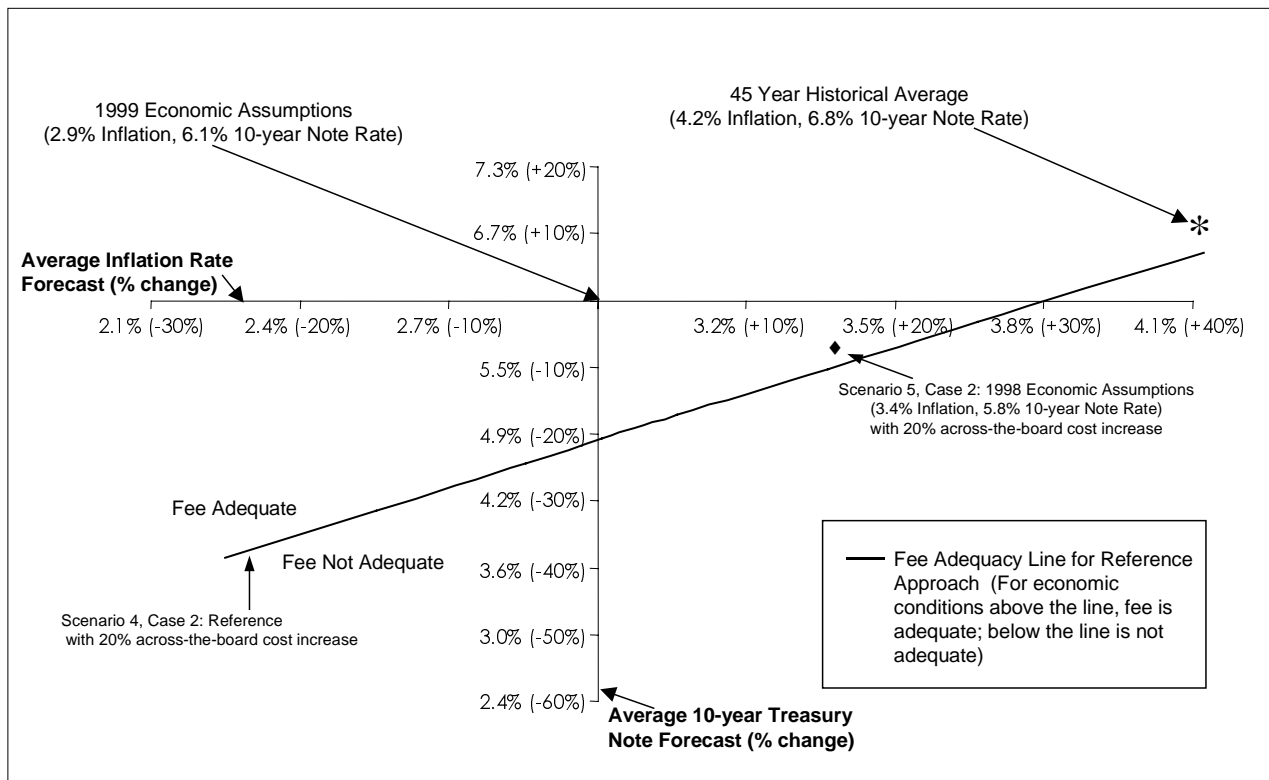 1999 Economic Assumptions
(2.9% Inflation, 6.1% 10-year Note Rate)
45 Year Historical Average
(4.2% Inflation, 6.8% 10-year Note Rate)
7.3% (+20%)
6.7% (+10%)
*
Average Inflation Rate
Forecast (% change)
2.1% (-30%)
2.4% (-20%)
2.7% (-10%)
3.2% (+10%)
3.5% (+20%)
3.8% (+30%)
4.1% (+40%)
5.5% (-10%)
Scenario 5, Case 2: 1998 Economic Assumptions
(3.4% Inflation, 5.8% 10-year Note Rate)
with 20% across-the-board cost increase
4.9% (-20%)
4.2% (-30%)
Fee Adequate
Fee Not Adequate
3.6% (-40%)
Scenario 4, Case 2: Reference
with 20% across-the-board cost increase
3.0% (-50%)
2.4% (-60%)
Average 10-year Treasury
Note Forecast (% change)
Fee Adequacy Line for Reference
Approach (For economic
conditions above the line, fee is
adequate; below the line is not
adequate)